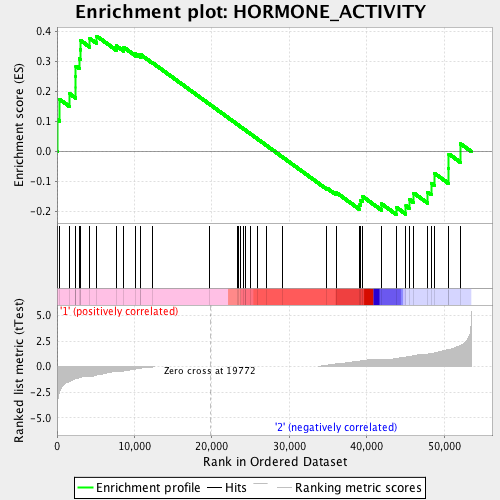 Enrichment plot: HORMONE_ACTIVITY
Enrichment score (ES)
0.4
0.3
0.2
0.1
0.0
-0.1
-0.2
'1' (positively correlated)
Ranked list metric (tTest)
5.0
2.5
0.0
-2.5
-5.0
Zero cross at 19772
'2' (negatively correlated)
0
10,000
20,000
30,000
40,000
50,000
Rank in Ordered Dataset
Enrichment profile
Hits
Ranking metric scores